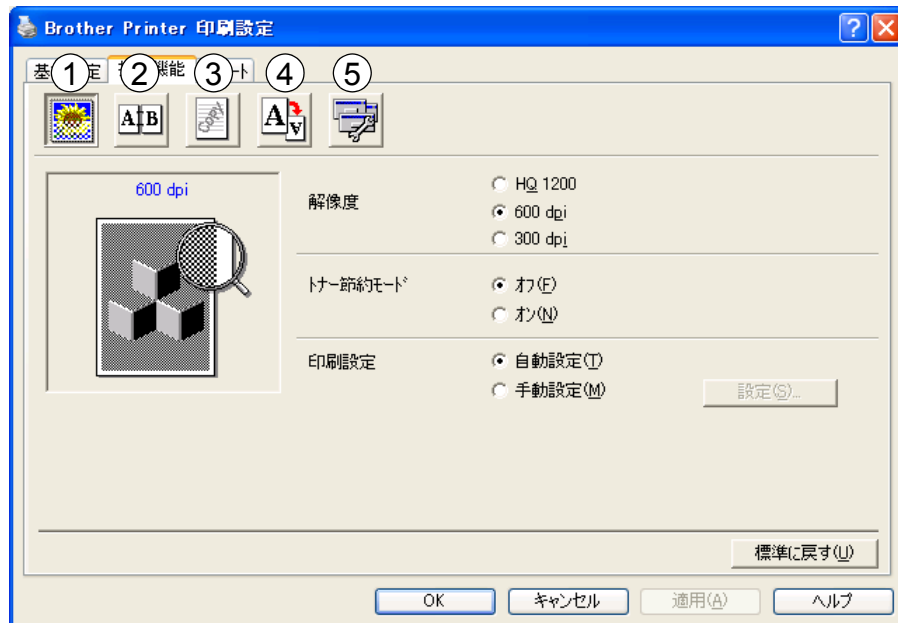 Brother Printer 印刷設定
① ② ③ ④ ⑤
A B
Copy
A A
600 dpi
解像度
HQ 1200
600 dpi
300 dpi
トナー節約モード
オフ(F)
オン(N)
印刷設定
自動設定(T)
手動設定(M)
設定(S)...
標準に戻す(U)
OK
キャンセル
適用(A)
ヘルプ